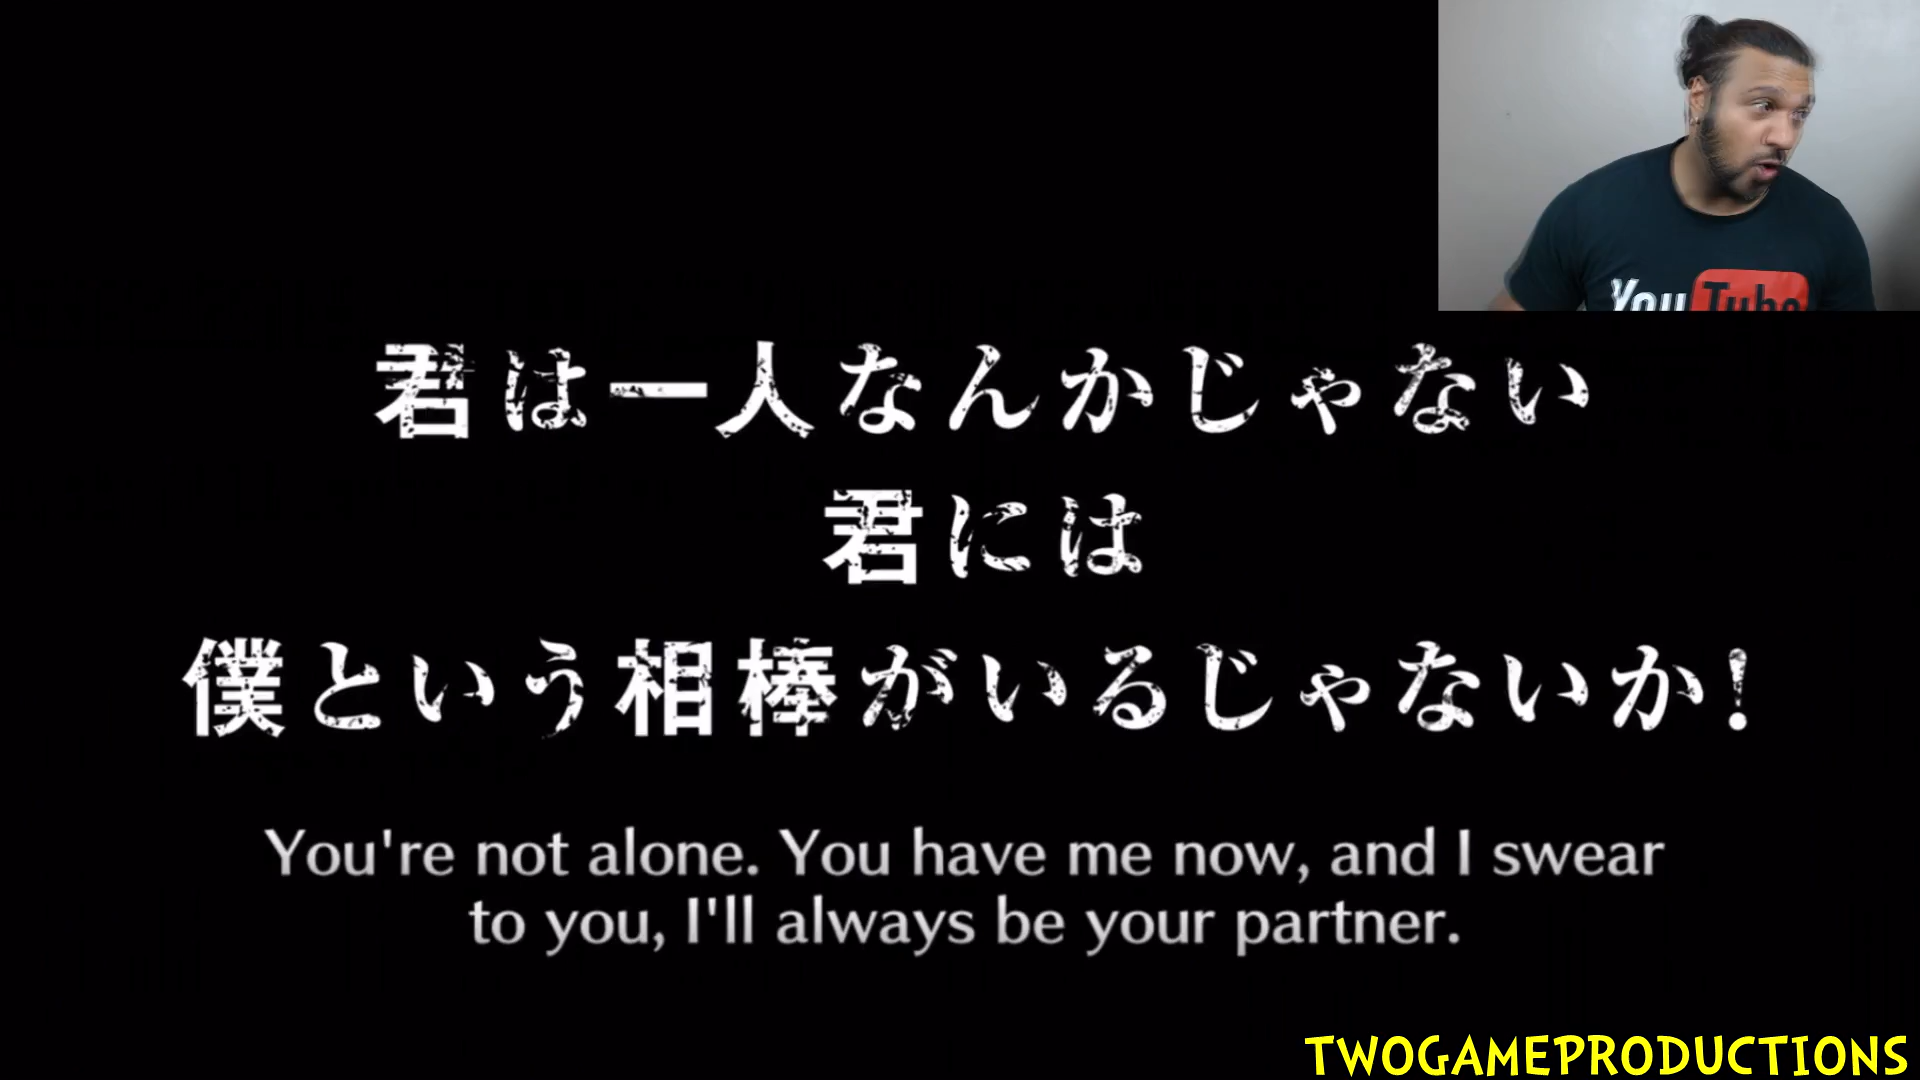 YouTube
君は一人なんかじゃない
君には
僕という相棒がいるじゃないか!
You're not alone. You have me now, and I swear
to you, I'll always be your partner.
TWOGAMEPRODUCTIONS